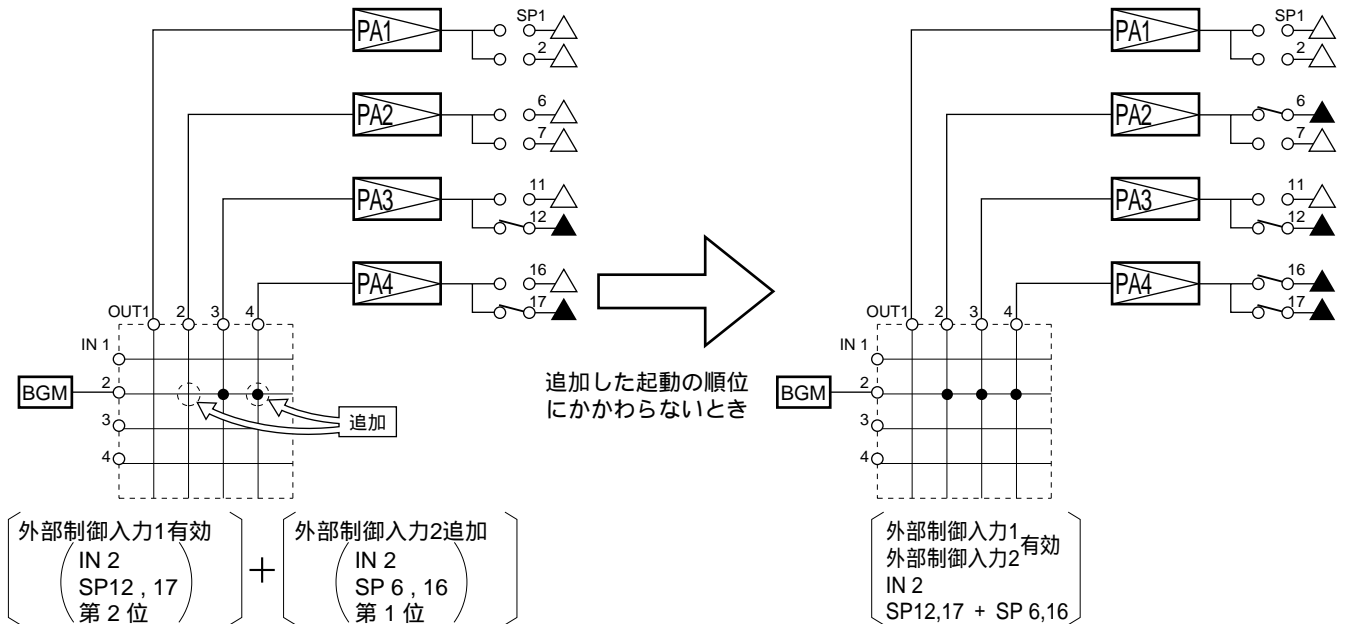 PA1
SP1
2
PA2
6
7
PA3
11
12
PA4
16
17
OUT1 2 3 4
IN 1
BGM
2
3
4
追加
外部制御入力1有効
IN 2
SP12 , 17
第 2 位
+
外部制御入力2追加
IN 2
SP 6 , 16
第 1 位
追加した起動の順位
にかかわらないとき
PA1
SP1
2
PA2
6
7
PA3
11
12
PA4
16
17
OUT1 2 3 4
IN 1
BGM
2
3
4
外部制御入力1
外部制御入力2
有効
IN 2
SP12,17 + SP 6,16